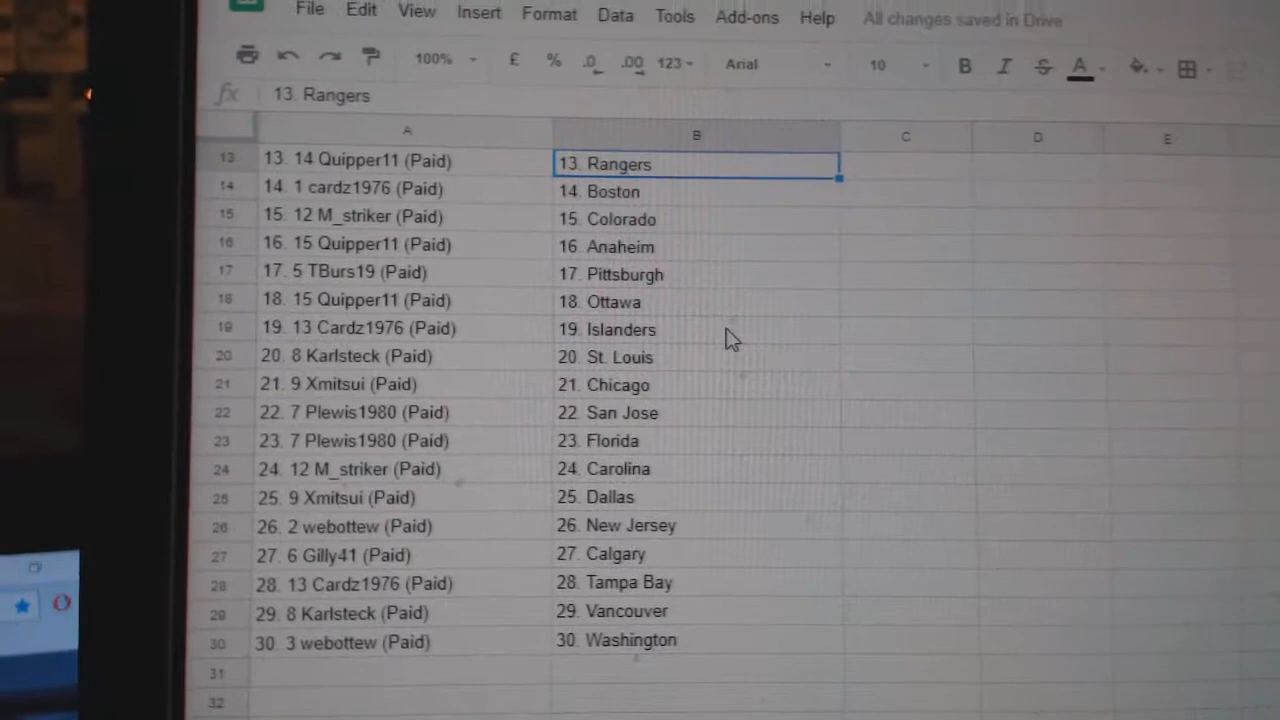 File Edit View Insert Format Data Tools Add-ons Help All changes saved in Drive
100% £ % .0 .00 123 Arial 10 B I S A
fx 13. Rangers
A B C D E
13 13. 14 Quipper11 (Paid) 13. Rangers
14 14. 1 cardz1976 (Paid) 14. Boston
15 15. 12 M_striker (Paid) 15. Colorado
16 16. 15 Quipper11 (Paid) 16. Anaheim
17 17. 5 TBurs19 (Paid) 17. Pittsburgh
18 18. 15 Quipper11 (Paid) 18. Ottawa
19 19. 13 Cardz1976 (Paid) 19. Islanders
20 20. 8 Karlsteck (Paid) 20. St. Louis
21 21. 9 Xmitsui (Paid) 21. Chicago
22 22. 7 Plewis1980 (Paid) 22. San Jose
23 23. 7 Plewis1980 (Paid) 23. Florida
24 24. 12 M_striker (Paid) 24. Carolina
25 25. 9 Xmitsui (Paid) 25. Dallas
26 26. 2 webottew (Paid) 26. New Jersey
27 27. 6 Gilly41 (Paid) 27. Calgary
28 28. 13 Cardz1976 (Paid) 28. Tampa Bay
29 29. 8 Karlsteck (Paid) 29. Vancouver
30 30. 3 webottew (Paid) 30. Washington
31
32